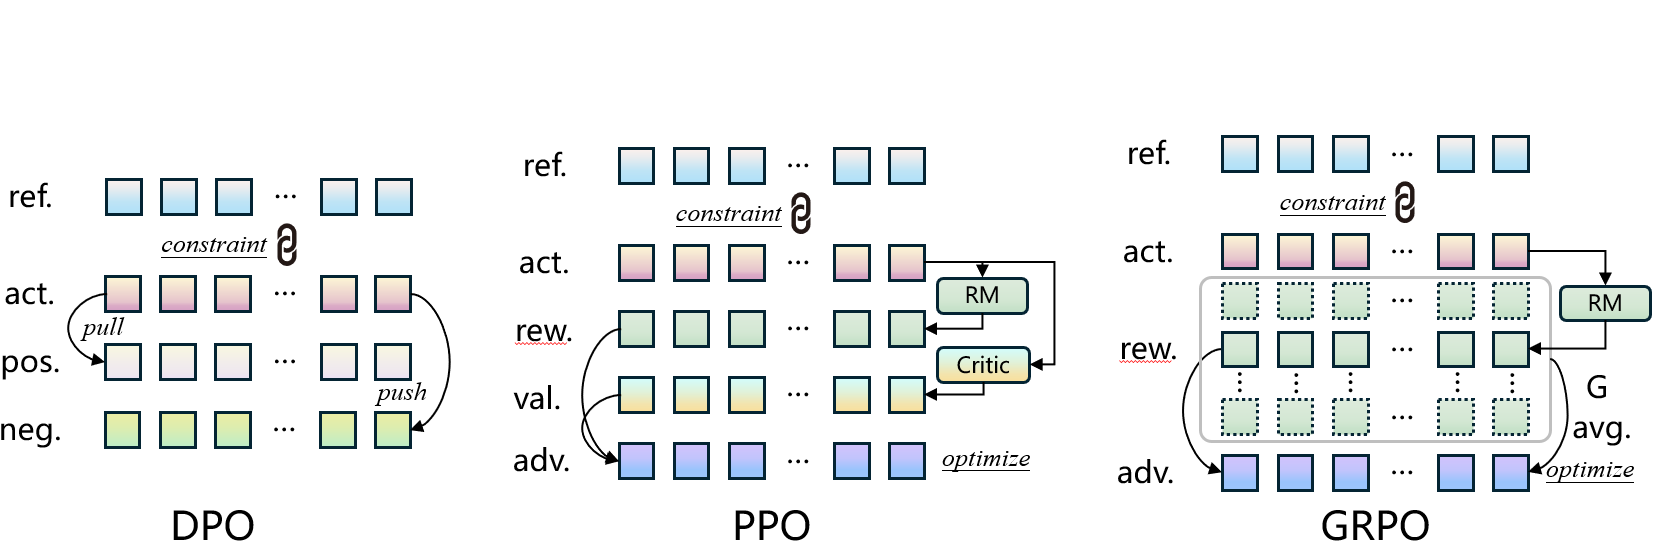 ref.
...
constraint
act.
...
pull
pos.
...
push
neg.
...
DPO
ref.
...
constraint
act.
...
RM
rew.
...
Critic
val.
...
adv.
...
optimize
PPO
ref.
...
constraint
act.
...
...
RM
rew.
...
G
avg.
...
adv.
...
optimize
GRPO